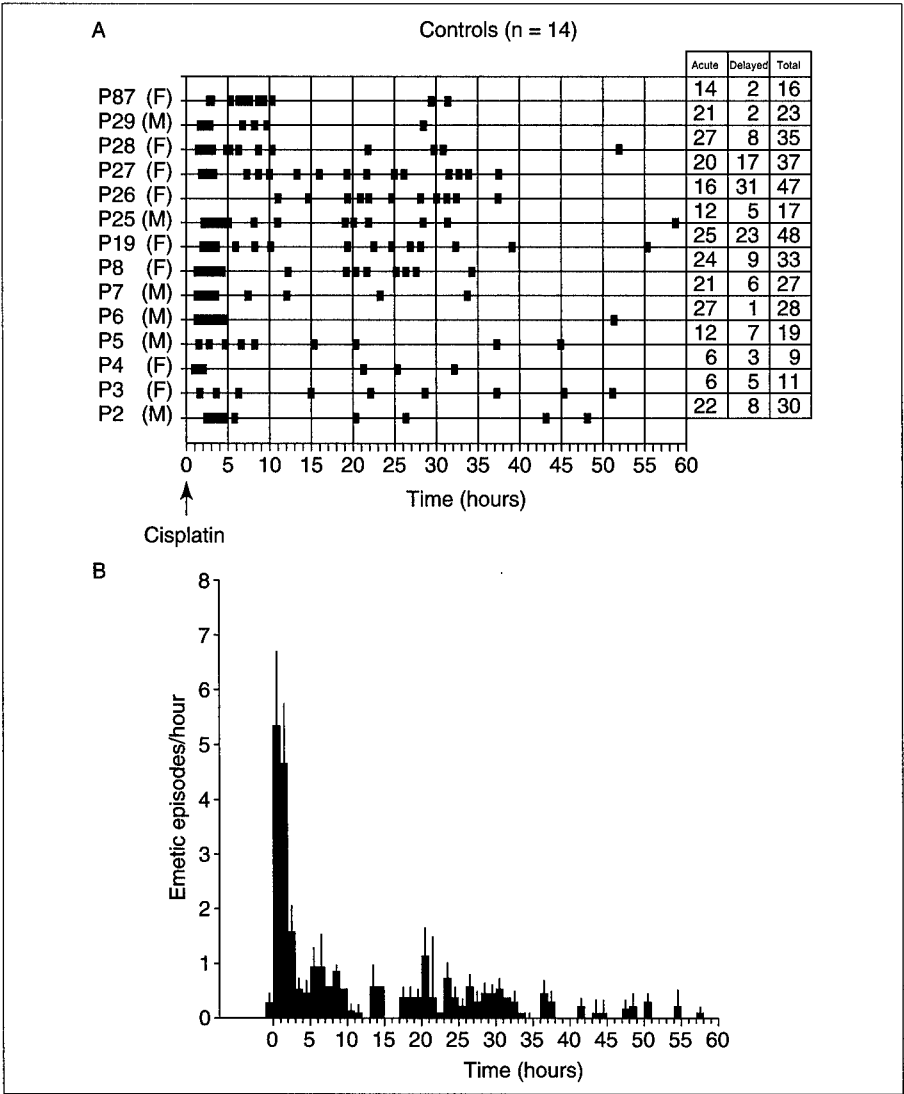 A
Controls (n = 14)
Acute Delayed Total
P87 (F) 14 2 16
P29 (M) 21 2 23
P28 (F) 27 8 35
P27 (F) 20 17 37
P26 (F) 16 31 47
P25 (M) 12 5 17
P19 (F) 25 23 48
P8 (F) 24 9 33
P7 (M) 21 6 27
P6 (M) 27 1 28
P5 (M) 12 7 19
P4 (F) 6 3 9
P3 (F) 6 5 11
P2 (M) 22 8 30
0 5 10 15 20 25 30 35 40 45 50 55 60
Time (hours)
Cisplatin
B
Emetic episodes/hour
8
7
6
5
4
3
2
1
0
0 5 10 15 20 25 30 35 40 45 50 55 60
Time (hours)